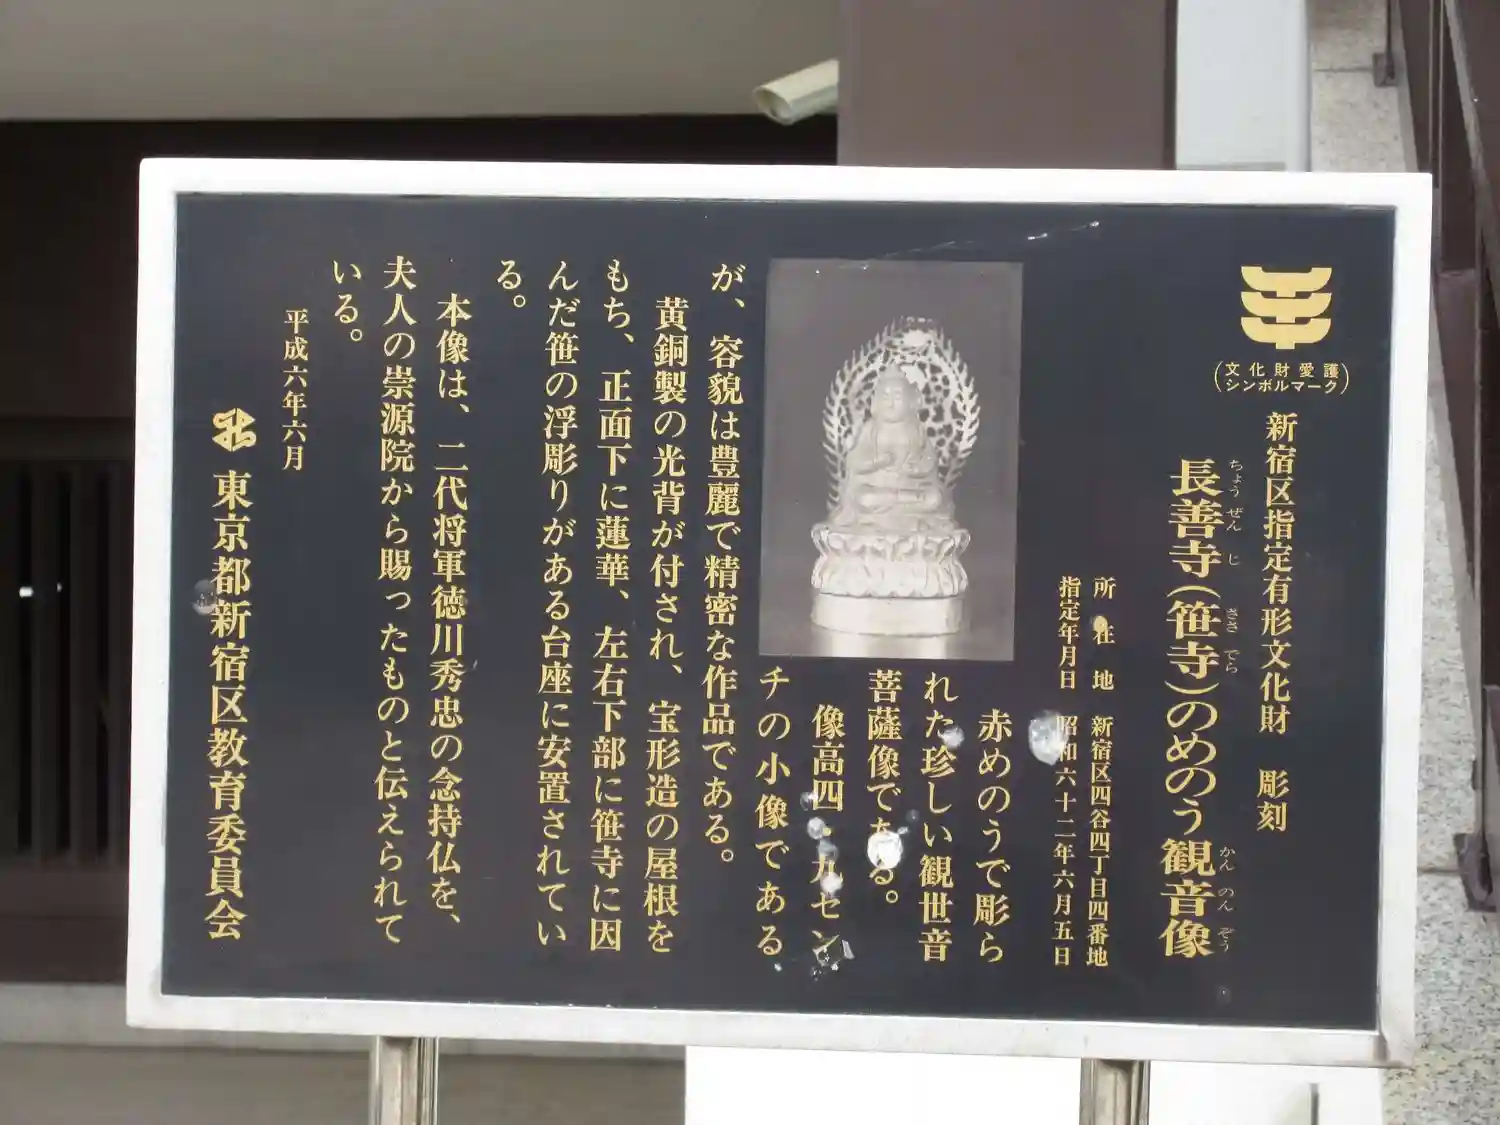 （文化財愛護
シンボルマーク）
新宿区指定有形文化財　彫刻
長善寺（笹寺）のめのう観音像
ちょう ぜん じ ささ でら かん のん ぞう
所在地　新宿区四谷四丁目四番地
指定年月日　昭和六十二年六月五日
赤めのうで彫ら
れた珍しい観世音
菩薩像である。
像高四・九セン
チの小像である
が、容貌は豊麗で精密な作品である。
黄銅製の光背が付され、宝形造の屋根を
もち、正面下に蓮華、左右下部に笹寺に因
んだ笹の浮彫りがある台座に安置されてい
る。
本像は、二代将軍徳川秀忠の念持仏を、
夫人の崇源院から賜ったものと伝えられて
いる。
平成六年六月
東京都新宿区教育委員会